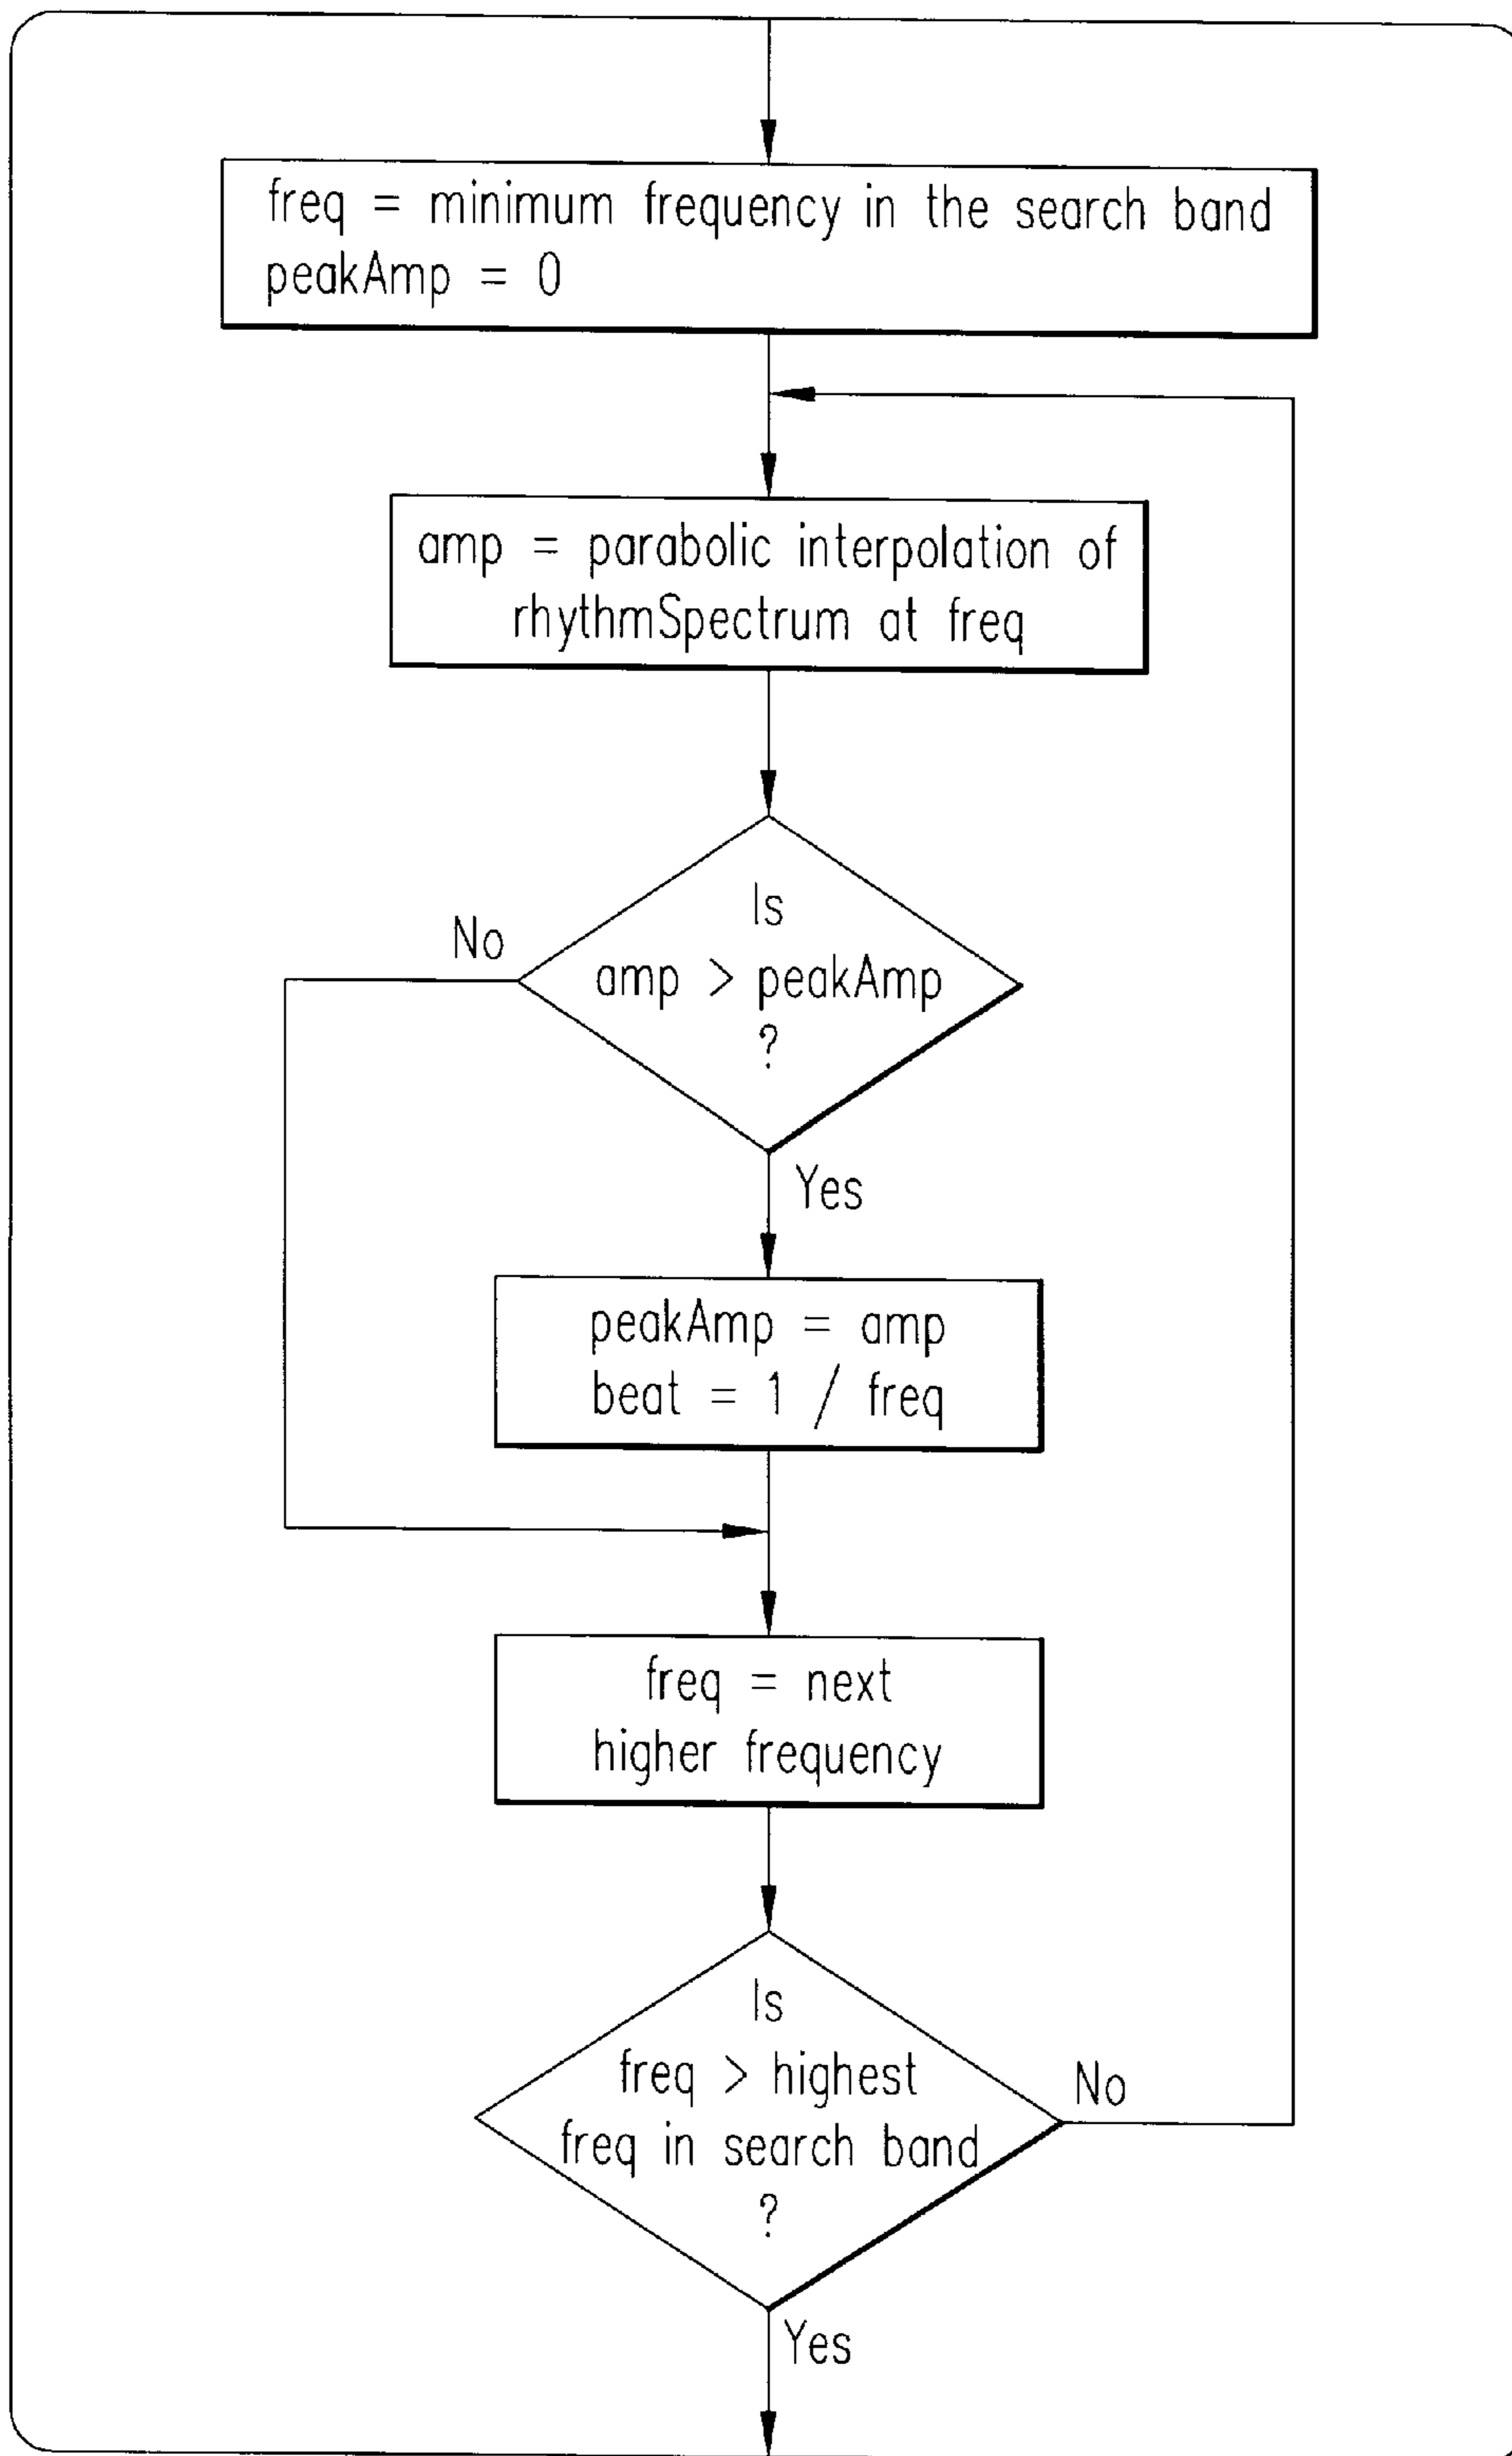 freq = minimum frequency in the search band
peakAmp = 0
amp = parabolic interpolation of
rhythmSpectrum at freq
Is
amp > peakAmp
?
No
Yes
peakAmp = amp
beat = 1 / freq
freq = next
higher frequency
Is
freq > highest
freq in search band
?
No
Yes